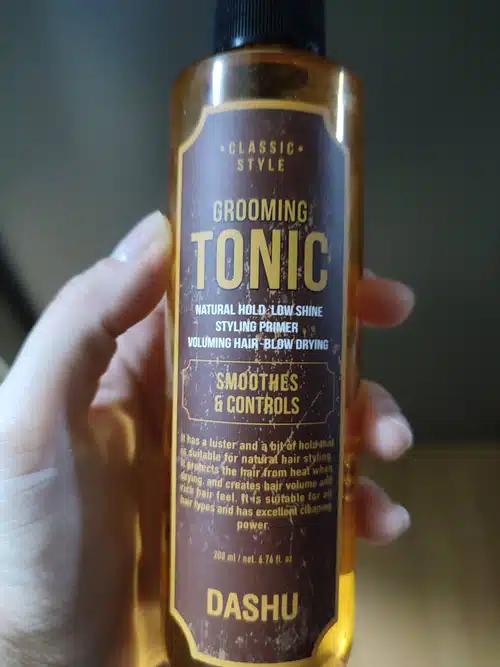 •CLASSIC•
STYLE
GROOMING
TONIC
NATURAL HOLD·LOW SHINE
STYLING PRIMER
VOLUMING HAIR·BLOW DRYING
SMOOTHES
& CONTROLS
It has a luster and a bit of hold that
is suitable for natural hair styling.
It protects the hair from heat when
drying, and creates hair volume and
rich hair feel. It is suitable for all
hair types and has excellent cleaning
power.
200 ml / net. 6.76 fl. oz
DASHU